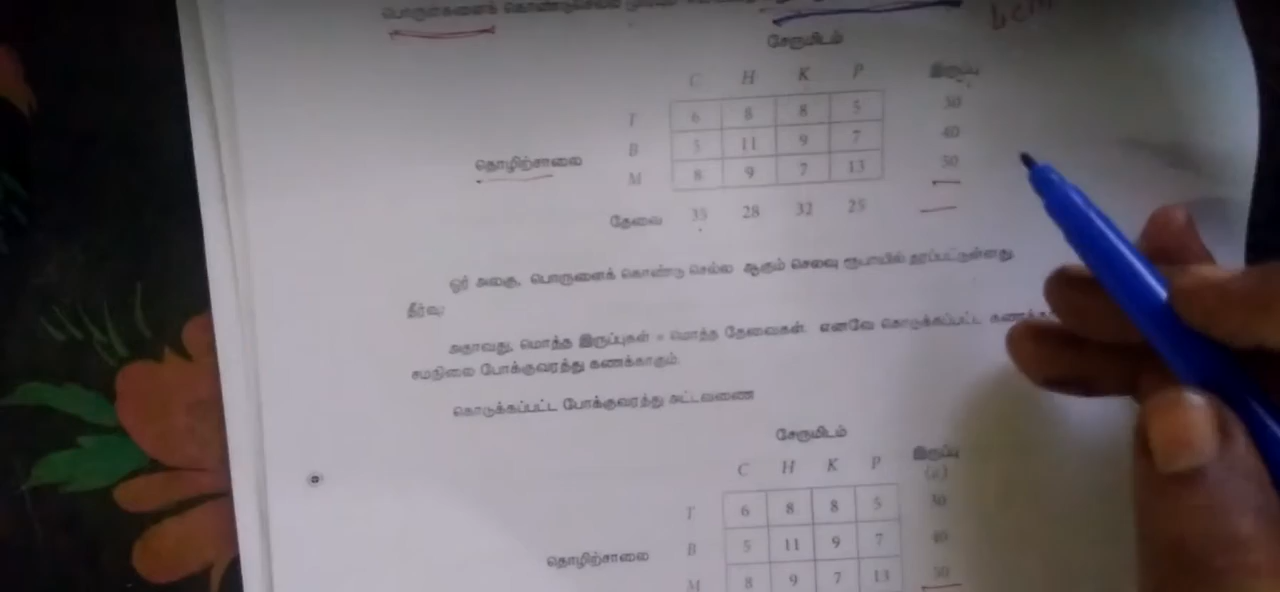 பொருள்களைக் கொண்டுசெல்ல
LCM
சேருமிடம்
C H K P இருப்பு
T 6 8 8 5 30
B 5 11 9 7 40
தொழிற்சாலை
M 8 9 7 13 50
தேவை 35 28 32 25
ஓர் அலகு, பொருளைக் கொண்டு செல்ல ஆகும் செலவு ரூபாயில் தரப்பட்டுள்ளது.
தீர்வு:
அதாவது, மொத்த இருப்புகள் = மொத்த தேவைகள். எனவே கொடுக்கப்பட்ட
சமநிலை போக்குவரத்து கணக்காகும்.
கொடுக்கப்பட்ட போக்குவரத்து அட்டவணை
சேருமிடம்
C H K P இருப்பு
T 6 8 8 5 30
தொழிற்சாலை B 5 11 9 7 40
M 8 9 7 13 50